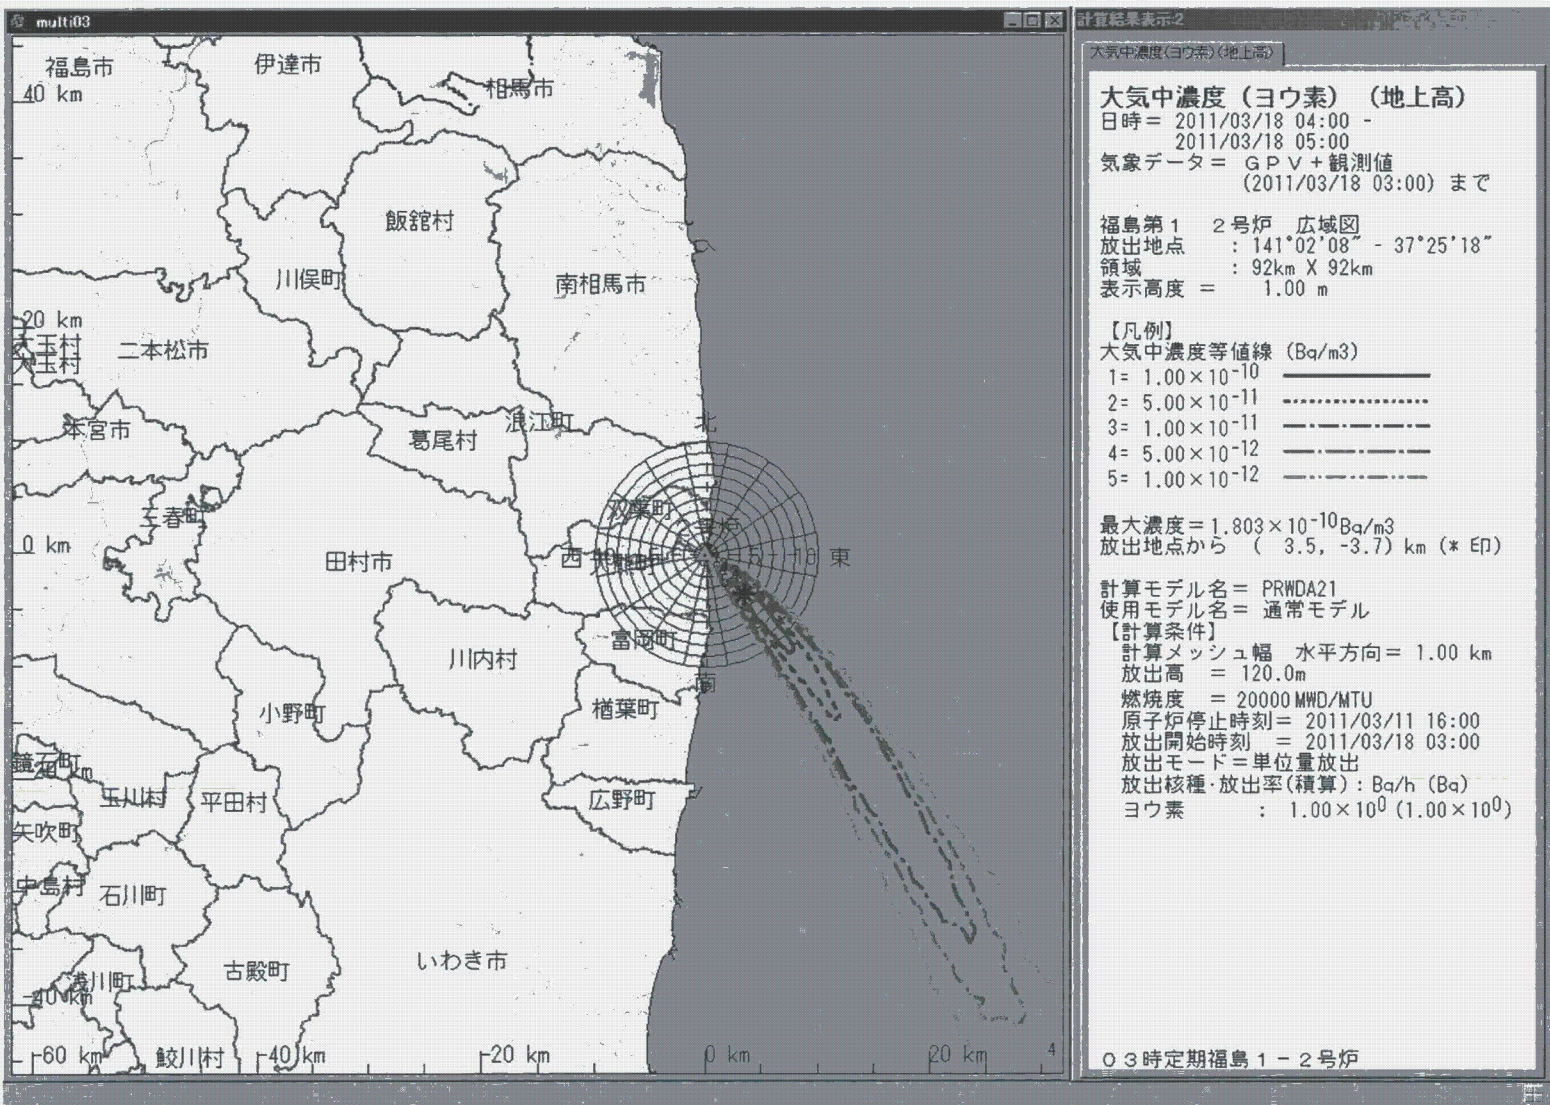 multi03
福島市
伊達市
相馬市
40 km
飯舘村
川俣町
南相馬市
20 km
大玉村
大玉村
二本松市
本宮市
葛尾村
浪江町
北
三春町
双葉町
0 km
田村市
西
東
10
富岡町
川内村
南
小野町
楢葉町
鏡石町
玉川村
平田村
広野町
矢吹町
中島村
石川町
浅川町
古殿町
いわき市
-40 km
鮫川村
-60 km
-40 km
-20 km
0 km
20 km
4
計算結果表示:2
大気中濃度(ヨウ素)(地上高)
大気中濃度(ヨウ素) (地上高)
日時= 2011/03/18 04:00 -
2011/03/18 05:00
気象データ= GPV+観測値
(2011/03/18 03:00) まで
福島第1 2号炉 広域図
放出地点 : 141°02'08" - 37°25'18"
領域 : 92km X 92km
表示高度 = 1.00 m
【凡例】
大気中濃度等値線 (Bq/m3)
1= 1.00×10-10
2= 5.00×10-11
3= 1.00×10-11
4= 5.00×10-12
5= 1.00×10-12
最大濃度=1.803×10-10Bq/m3
放出地点から ( 3.5, -3.7) km (* 印)
計算モデル名= PRWDA21
使用モデル名= 通常モデル
【計算条件】
計算メッシュ幅 水平方向= 1.00 km
放出高 = 120.0m
燃焼度 = 20000MWD/MTU
原子炉停止時刻= 2011/03/11 16:00
放出開始時刻 = 2011/03/18 03:00
放出モード=単位量放出
放出核種・放出率(積算):Bq/h (Bq)
ヨウ素 : 1.00×100 (1.00×100)
03時定期福島1-2号炉